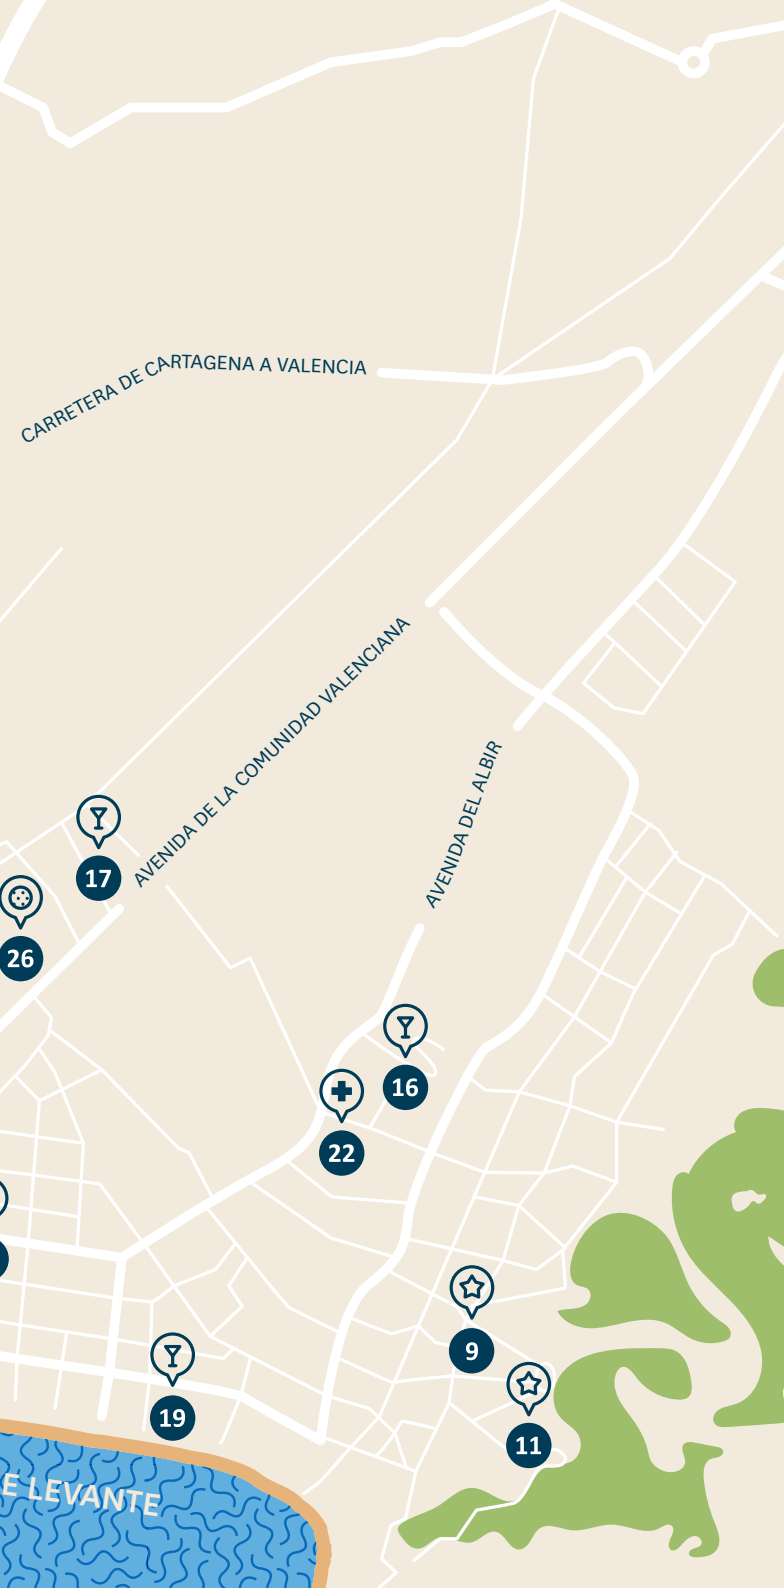 CARRETERA DE CARTAGENA A VALENCIA
AVENIDA DE LA COMUNIDAD VALENCIANA
AVENIDA DEL ALBIR
17
26
16
22
9
19
11
E LEVANTE